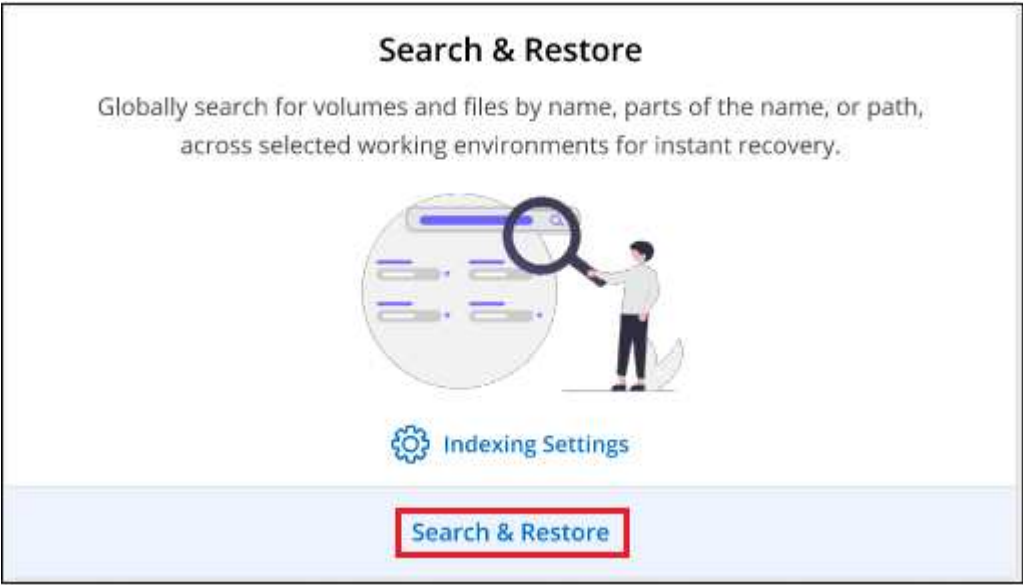 Search & Restore
Globally search for volumes and files by name, parts of the name, or path,
across selected working environments for instant recovery.
Indexing Settings
Search & Restore